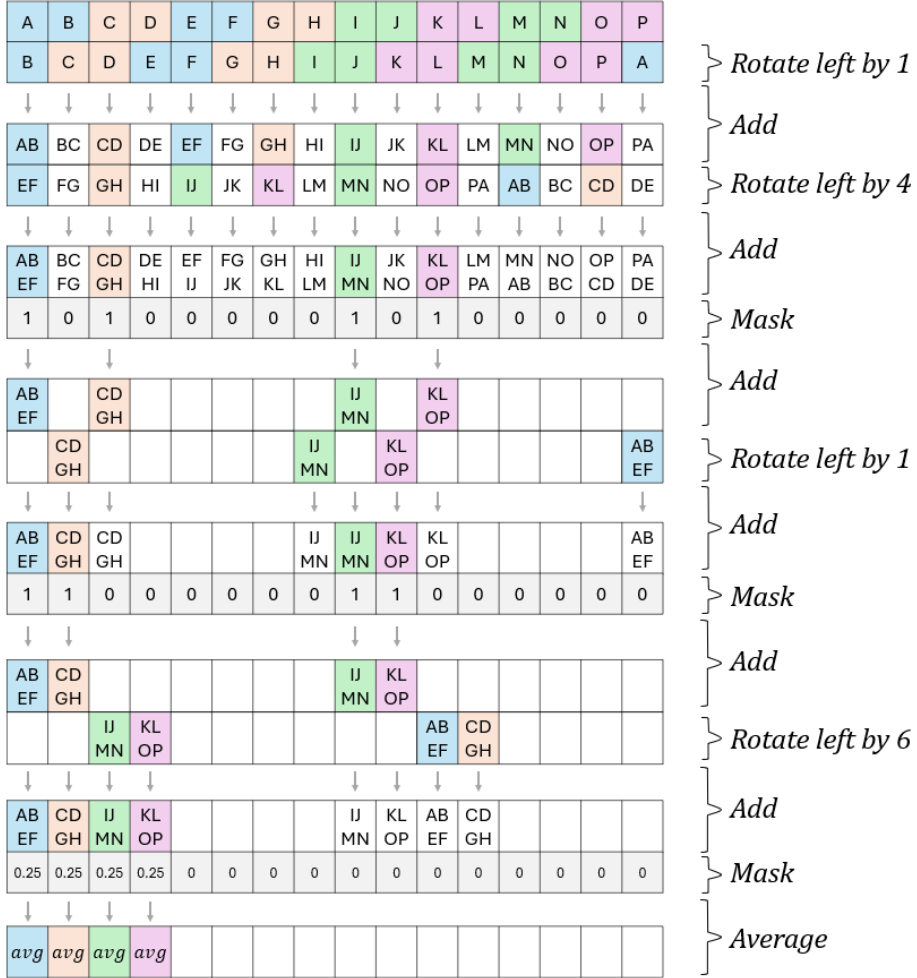 A B C D E F G H I J K L M N O P
B C D E F G H I J K L M N O P A
Rotate left by 1
Add
AB BC CD DE EF FG GH HI IJ JK KL LM MN NO OP PA
EF FG GH HI IJ JK KL LM MN NO OP PA AB BC CD DE
Rotate left by 4
Add
AB BC CD DE EF FG GH HI IJ JK KL LM MN NO OP PA
EF FG GH HI IJ JK KL LM MN NO OP PA AB BC CD DE
1 0 1 0 0 0 0 0 1 0 1 0 0 0 0 0
Mask
Add
AB CD IJ KL
EF GH MN OP
CD IJ KL AB
GH MN OP EF
Rotate left by 1
Add
AB CD CD IJ IJ KL KL AB
EF GH GH MN MN OP OP EF
1 1 0 0 0 0 0 0 1 1 0 0 0 0 0 0
Mask
Add
AB CD IJ KL
EF GH MN OP
IJ KL AB CD
MN OP EF GH
Rotate left by 6
Add
AB CD IJ KL IJ KL AB CD
EF GH MN OP MN OP EF GH
0.25 0.25 0.25 0.25 0 0 0 0 0 0 0 0 0 0 0 0
Mask
avg avg avg avg
Average